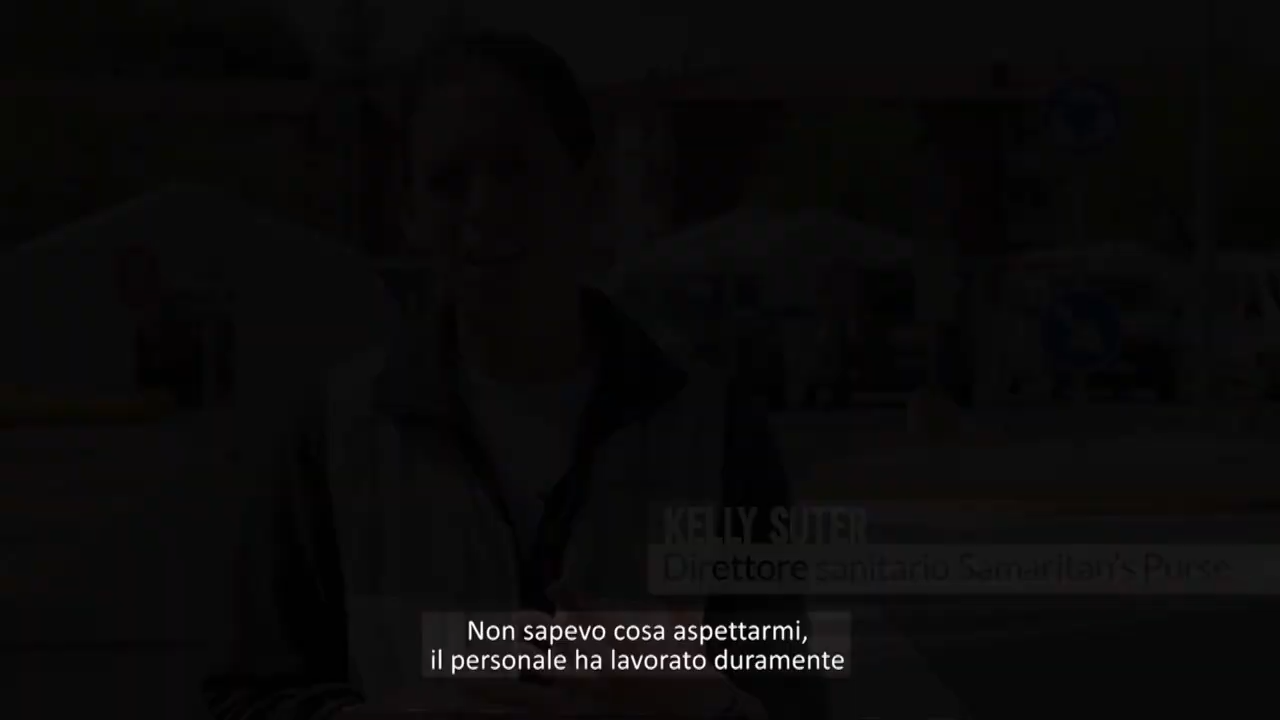 KELLY SUTER
Direttore sanitario Samaritan's Purse
Non sapevo cosa aspettarmi,
il personale ha lavorato duramente